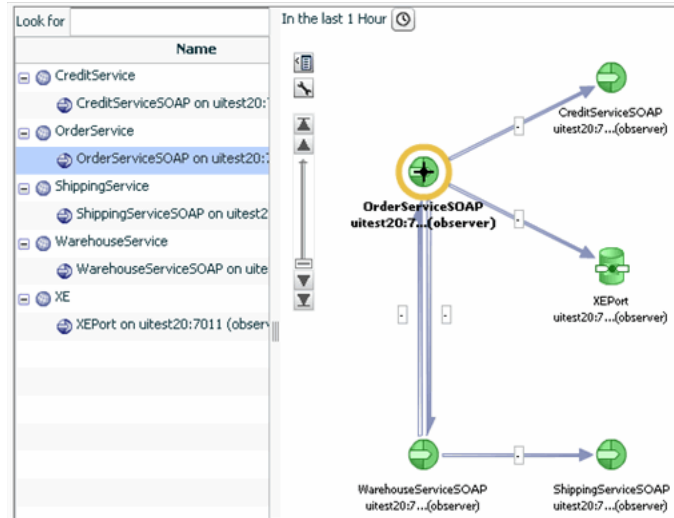 Look for
Name
CreditService
CreditServiceSOAP on uitest20:
OrderService
OrderServiceSOAP on uitest20:
ShippingService
ShippingServiceSOAP on uitest2
WarehouseService
WarehouseServiceSOAP on uite
XE
XEPort on uitest20:7011 (observ
In the last 1 Hour
CreditServiceSOAP
uitest20:7...(observer)
-
OrderServiceSOAP
uitest20:7...(observer)
-
XEPort
uitest20:7...(observer)
- -
-
WarehouseServiceSOAP
uitest20:7...(observer)
ShippingServiceSOAP
uitest20:7...(observer)